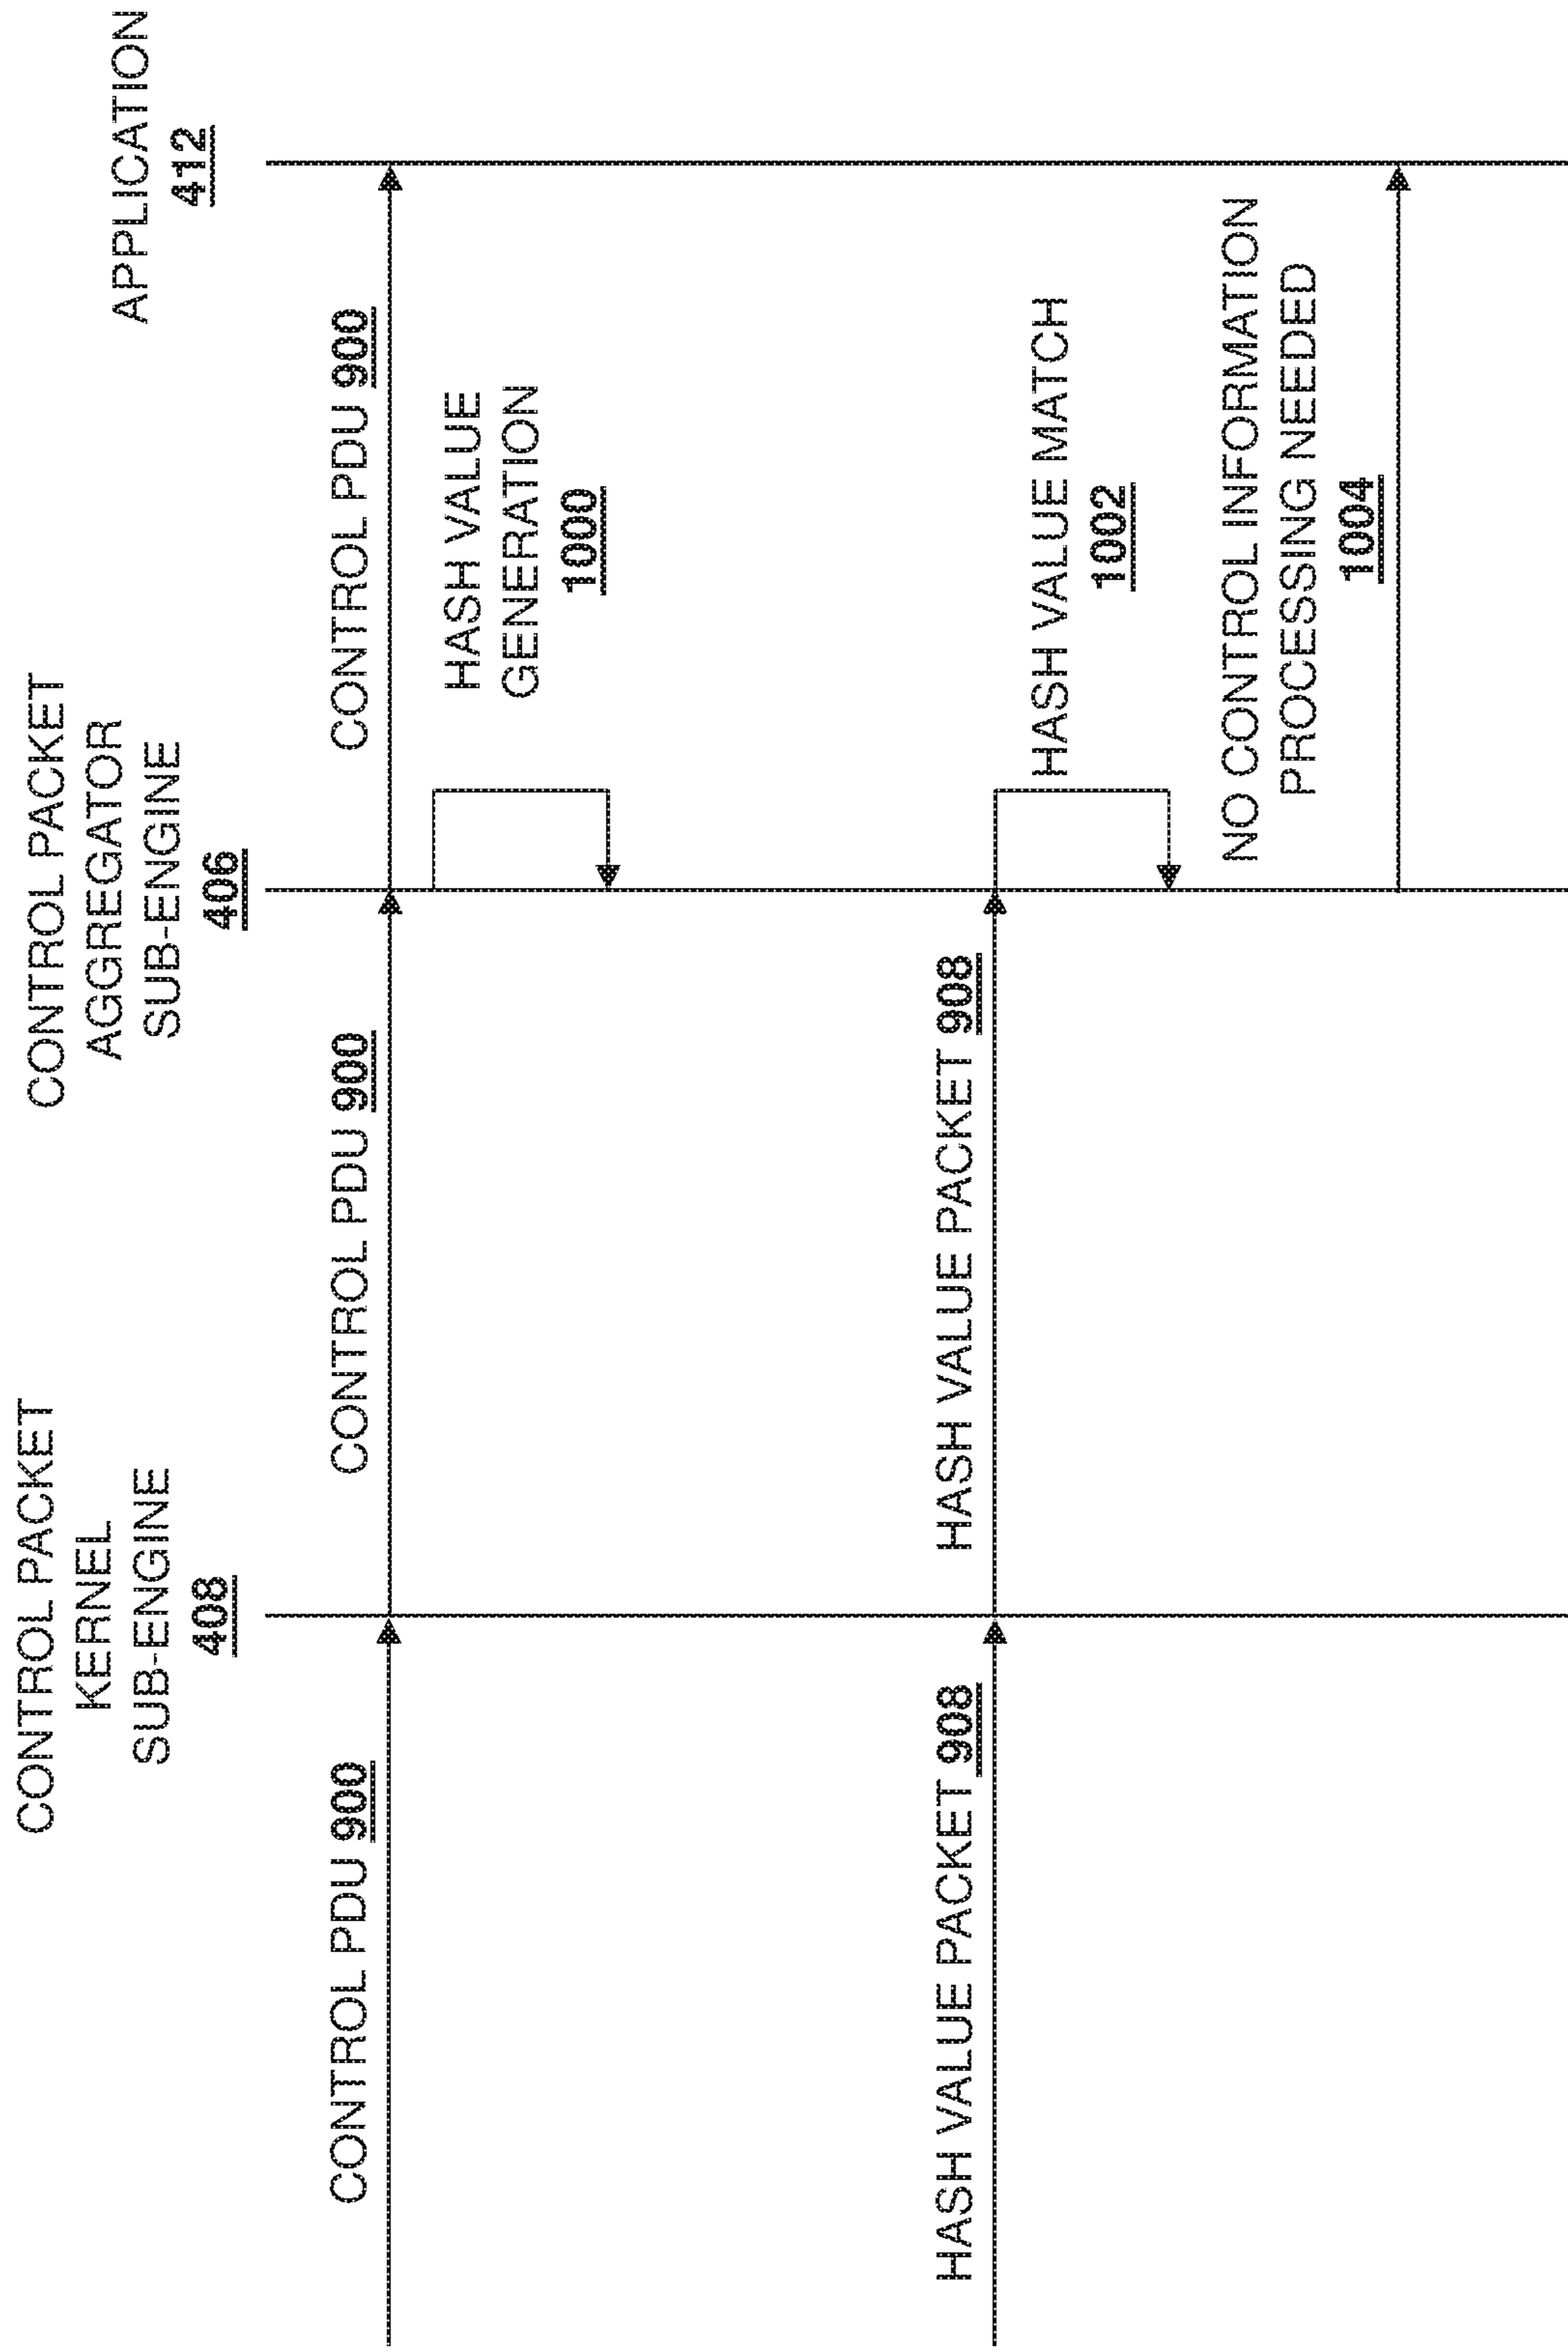 CONTROL PACKET
KERNEL
SUB-ENGINE
408
CONTROL PACKET
AGGREGATOR
SUB-ENGINE
406
APPLICATION
412
CONTROL PDU 900
CONTROL PDU 900
CONTROL PDU 900
HASH VALUE
GENERATION
1000
HASH VALUE PACKET 908
HASH VALUE PACKET 908
HASH VALUE MATCH
1002
NO CONTROL INFORMATION
PROCESSING NEEDED
1004